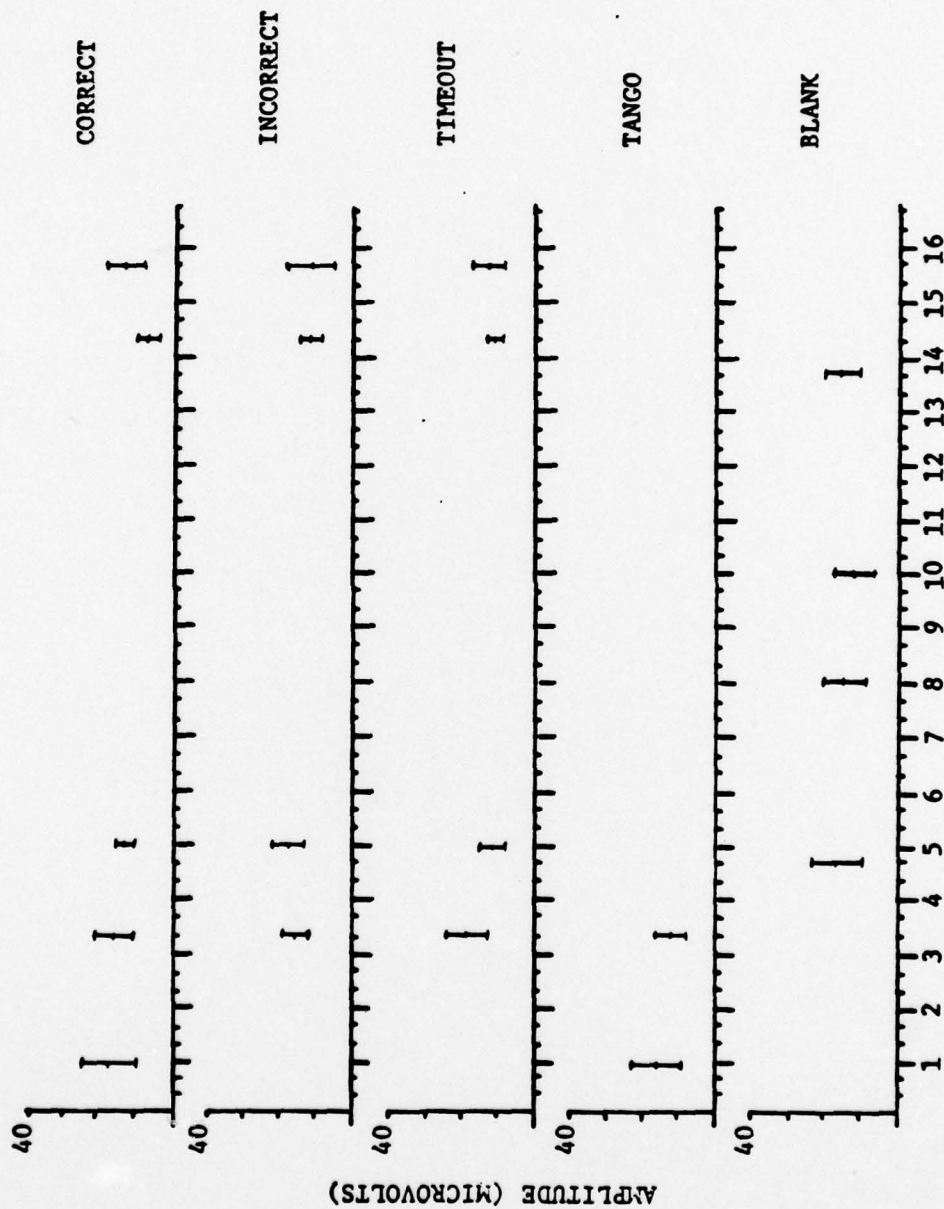 AMPLITUDE (MICROVOLTS)
40
CORRECT
40
INCORRECT
40
TIMEOUT
40
TANGO
40
BLANK
1 2 3 4 5 6 7 8 9 10 11 12 13 14 15 16